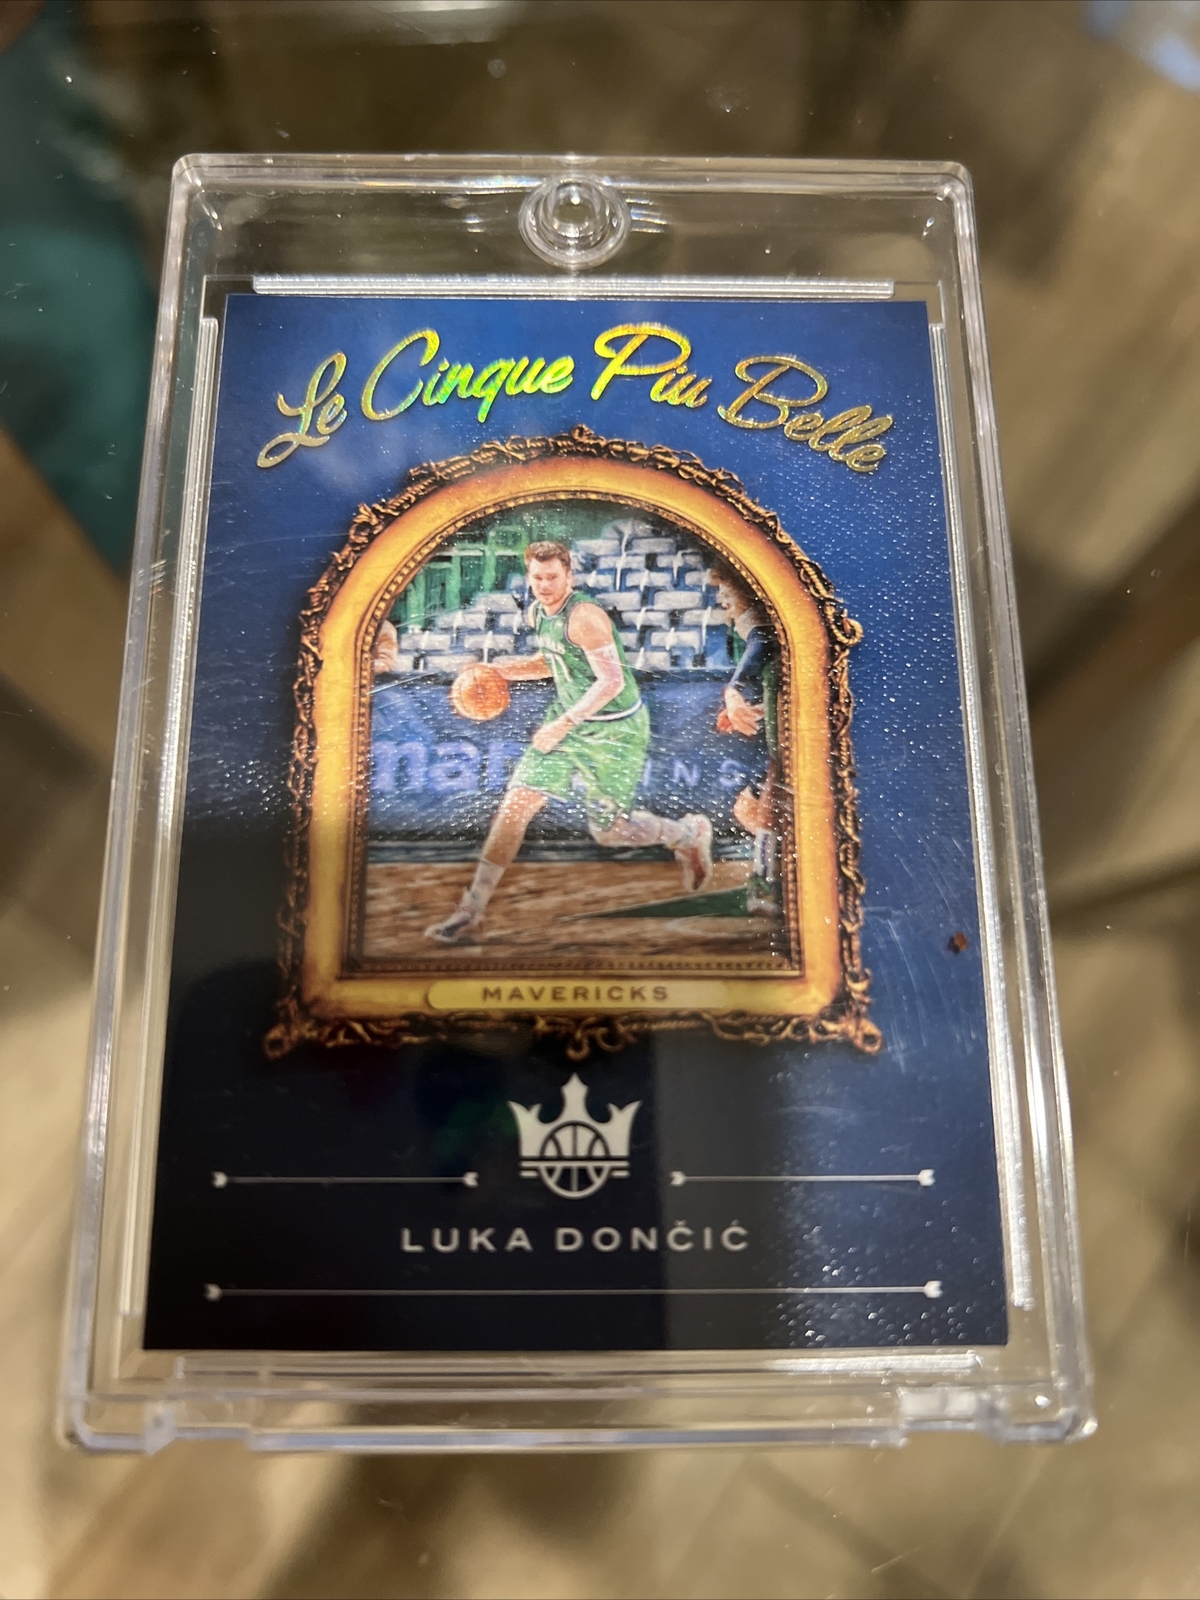 Le Cinque Piu Belle
MAVERICKS
LUKA DONČIĆ